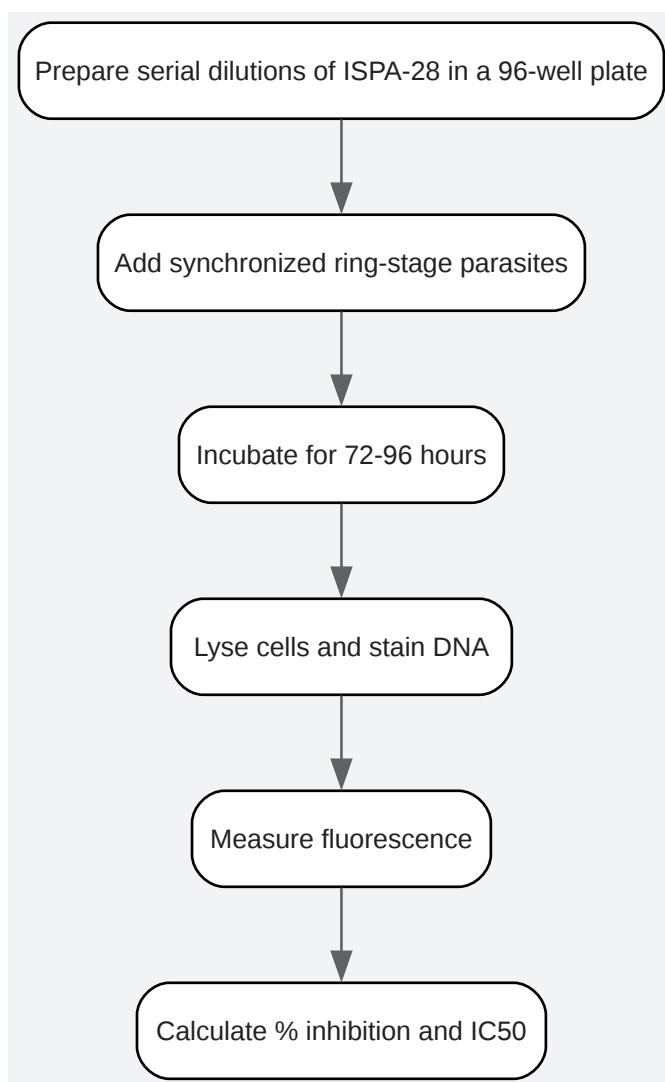 Prepare serial dilutions of ISPA-28 in a 96-well plate
Add synchronized ring-stage parasites
Incubate for 72-96 hours
Lyse cells and stain DNA
Measure fluorescence
Calculate % inhibition and IC50